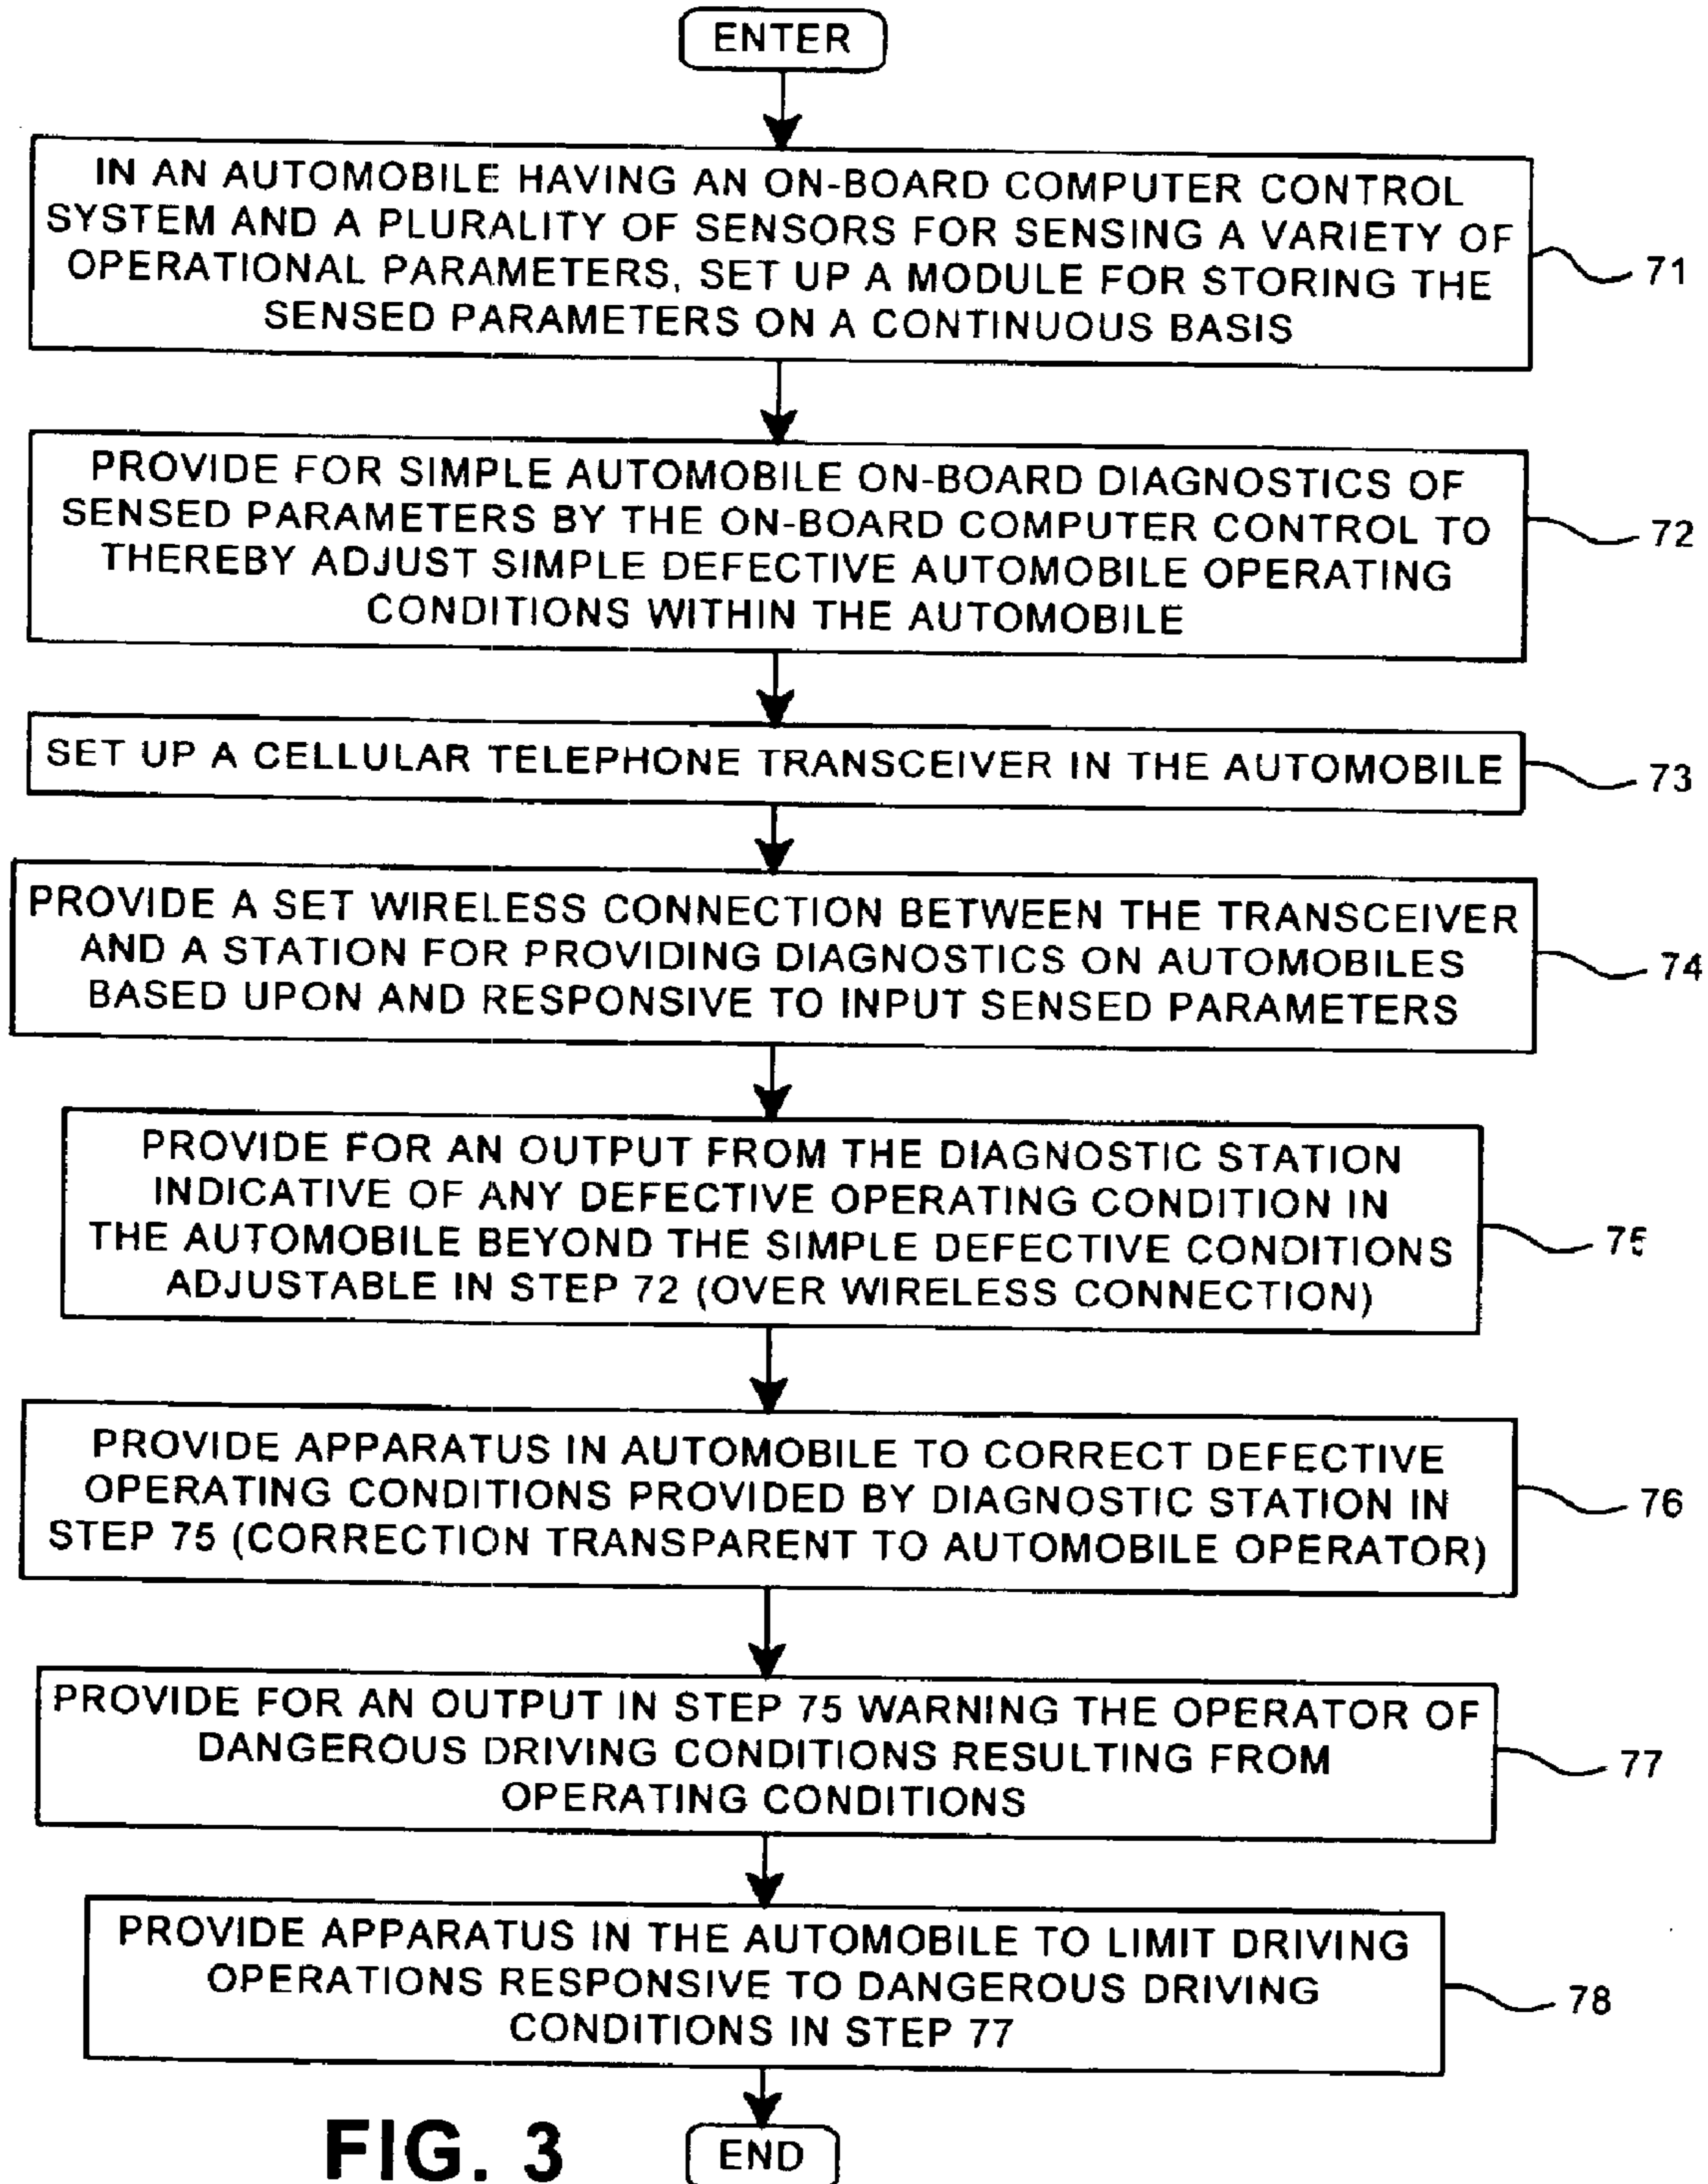 ENTER
IN AN AUTOMOBILE HAVING AN ON-BOARD COMPUTER CONTROL
SYSTEM AND A PLURALITY OF SENSORS FOR SENSING A VARIETY OF
OPERATIONAL PARAMETERS, SET UP A MODULE FOR STORING THE
SENSED PARAMETERS ON A CONTINUOUS BASIS
71
PROVIDE FOR SIMPLE AUTOMOBILE ON-BOARD DIAGNOSTICS OF
SENSED PARAMETERS BY THE ON-BOARD COMPUTER CONTROL TO
THEREBY ADJUST SIMPLE DEFECTIVE AUTOMOBILE OPERATING
CONDITIONS WITHIN THE AUTOMOBILE
72
SET UP A CELLULAR TELEPHONE TRANSCEIVER IN THE AUTOMOBILE
73
PROVIDE A SET WIRELESS CONNECTION BETWEEN THE TRANSCEIVER
AND A STATION FOR PROVIDING DIAGNOSTICS ON AUTOMOBILES
BASED UPON AND RESPONSIVE TO INPUT SENSED PARAMETERS
74
PROVIDE FOR AN OUTPUT FROM THE DIAGNOSTIC STATION
INDICATIVE OF ANY DEFECTIVE OPERATING CONDITION IN
THE AUTOMOBILE BEYOND THE SIMPLE DEFECTIVE CONDITIONS
ADJUSTABLE IN STEP 72 (OVER WIRELESS CONNECTION)
75
PROVIDE APPARATUS IN AUTOMOBILE TO CORRECT DEFECTIVE
OPERATING CONDITIONS PROVIDED BY DIAGNOSTIC STATION IN
STEP 75 (CORRECTION TRANSPARENT TO AUTOMOBILE OPERATOR)
76
PROVIDE FOR AN OUTPUT IN STEP 75 WARNING THE OPERATOR OF
DANGEROUS DRIVING CONDITIONS RESULTING FROM
OPERATING CONDITIONS
77
PROVIDE APPARATUS IN THE AUTOMOBILE TO LIMIT DRIVING
OPERATIONS RESPONSIVE TO DANGEROUS DRIVING
CONDITIONS IN STEP 77
78
END
FIG. 3